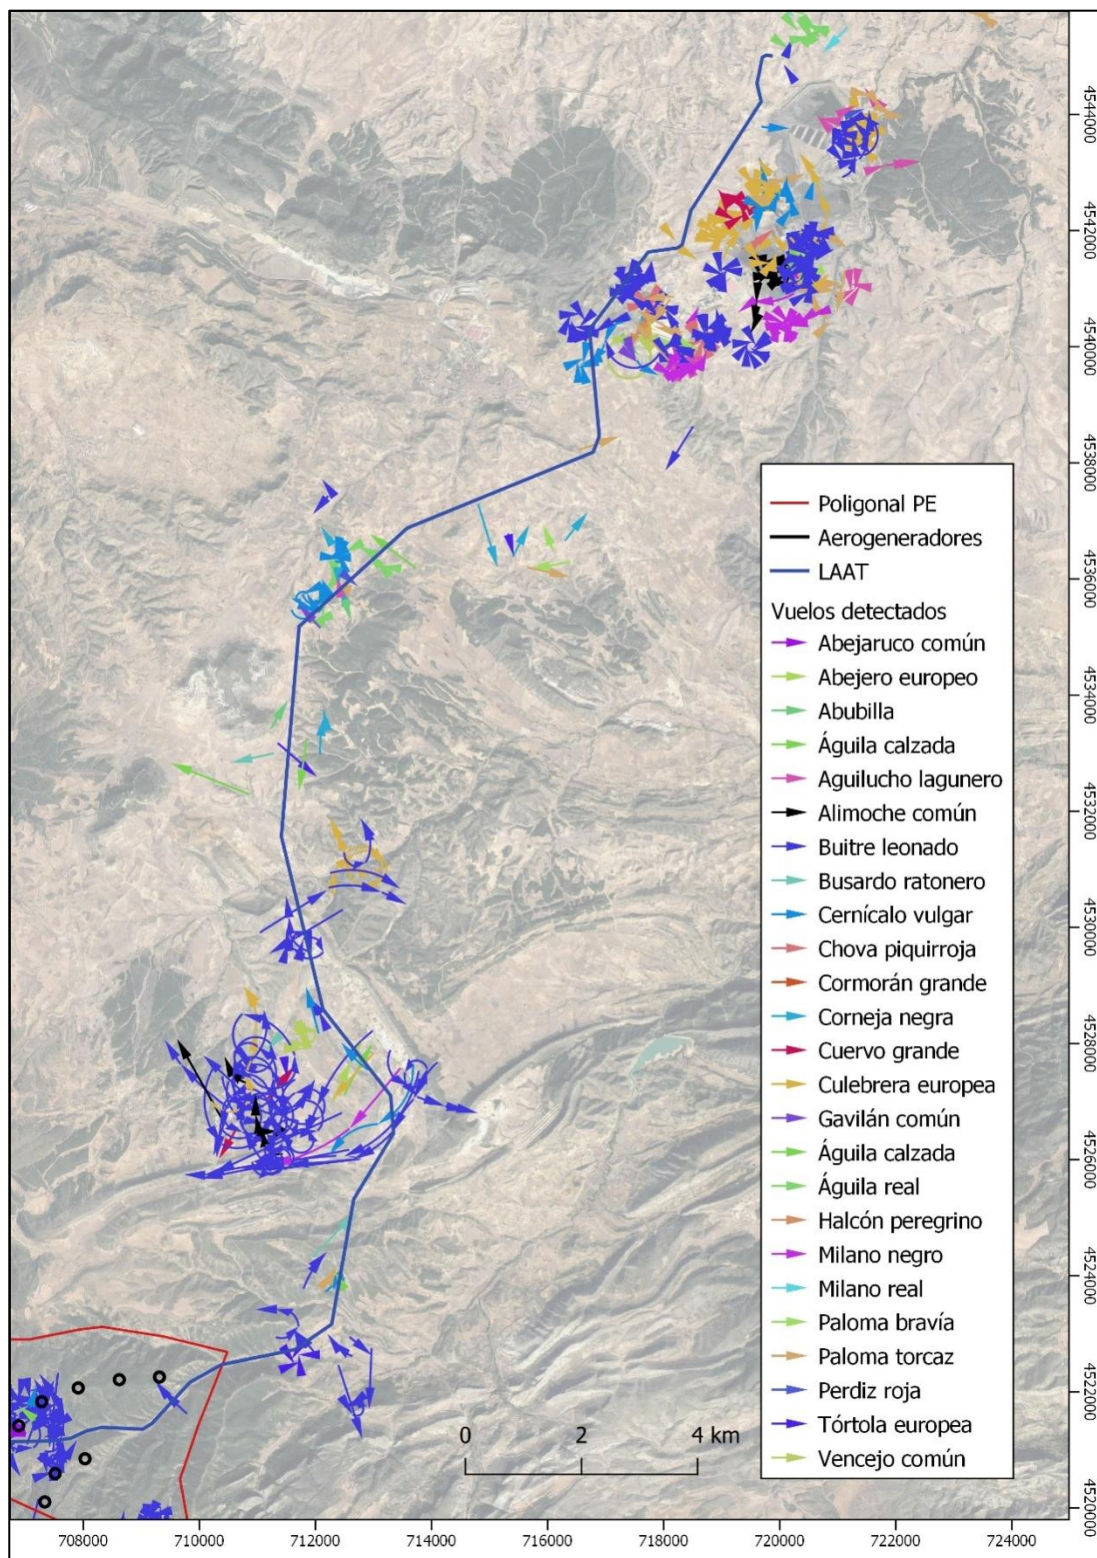 4544000
4542000
4540000
4538000
Poligonal PE
Aerogeneradores
LAAT
Vuelos detectados
Abejaruco común
Abejero europeo
Abubilla
Águila calzada
Aguilucho lagunero
Alimoche común
Buitre leonado
Busardo ratonero
Cernícalo vulgar
Chova piquirroja
Cormorán grande
Corneja negra
Cuervo grande
Culebrera europea
Gavilán común
Águila calzada
Águila real
Halcón peregrino
Milano negro
Milano real
Paloma bravía
Paloma torcaz
Perdiz roja
Tórtola europea
Vencejo común
4536000
4534000
4532000
4530000
4528000
4526000
4524000
4522000
4520000
0 2 4 km
708000 710000 712000 714000 716000 718000 720000 722000 724000